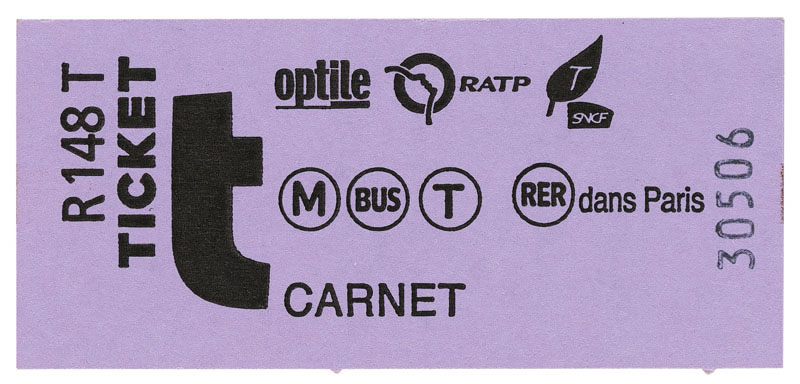 R 148 T
TICKET
t
optile RATP T SNCF
M BUS T RER dans Paris
CARNET
30506